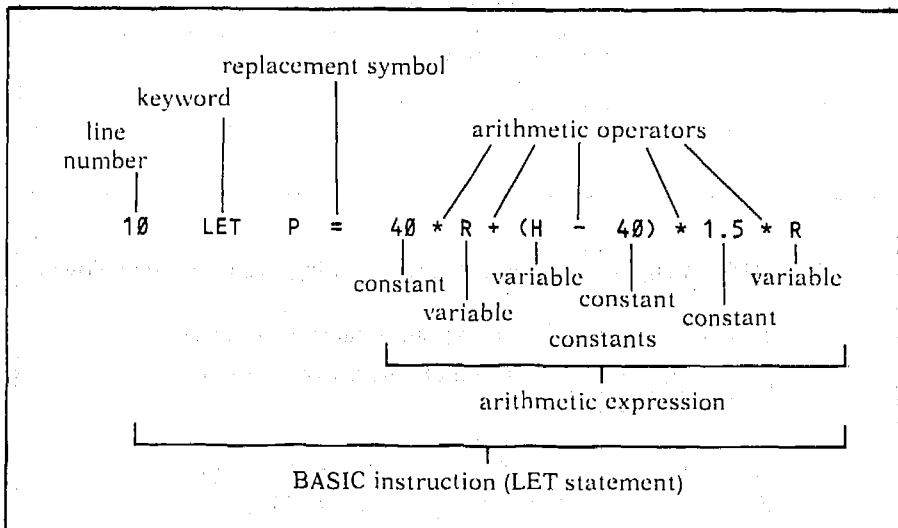 replacement symbol
keyword
arithmetic operators
line
number
10 LET P = 40 * R + (H - 40) * 1.5 * R
constant
variable
variable
constant
constant
variable
constants
arithmetic expression
BASIC instruction (LET statement)